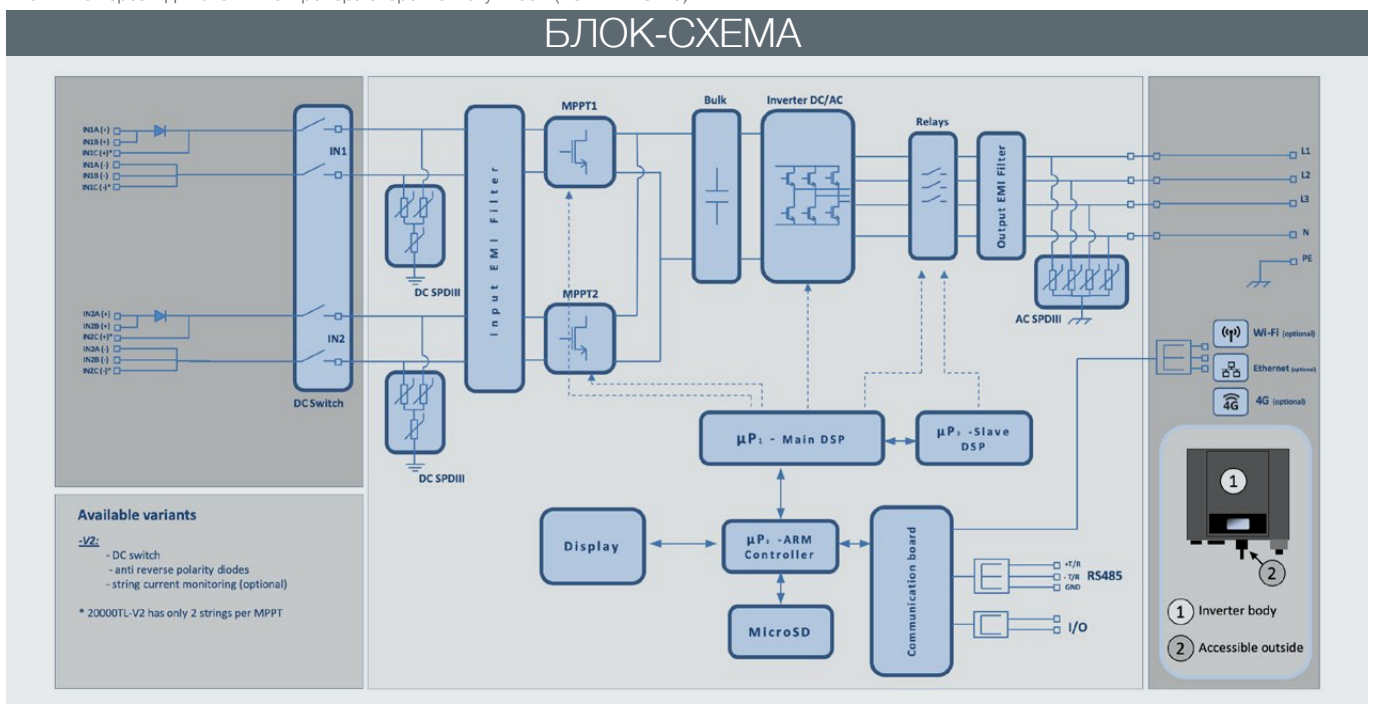 БЛОК-СХЕМА
IN1A (+)
IN1B (+)
IN1C (+)*
IN1A (-)
IN1B (-)
IN1C (-)*
IN1
DC SPDIII
IN2A (+)
IN2B (+)
IN2C (+)*
IN2A (-)
IN2B (-)
IN2C (-)*
IN2
DC Switch
DC SPDIII
Input EMI Filter
MPPT1
MPPT2
Bulk
Inverter DC/AC
Relays
Output EMI Filter
AC SPDIII
L1
L2
L3
N
PE
Wi-Fi (optional)
Ethernet (optional)
4G
4G (optional)
µP₁ - Main DSP
µP₂ -Slave
DSP
Display
µP₃ -ARM
Controller
MicroSD
Communication board
+T/R
- T/R
GND
RS485
I/O
Available variants
-V2:
- DC switch
- anti reverse polarity diodes
- string current monitoring (optional)
* 20000TL-V2 has only 2 strings per MPPT
1
2
1 Inverter body
2 Accessible outside